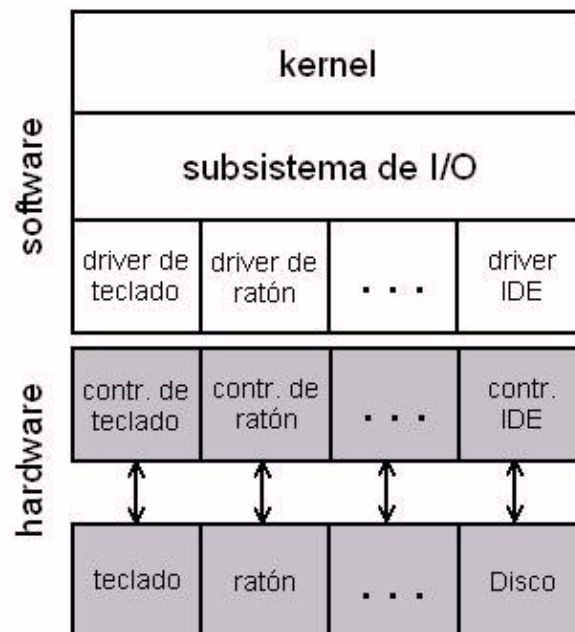 software
kernel
subsistema de I/O
driver de
teclado
driver de
ratón
. . .
driver
IDE
hardware
contr. de
teclado
contr. de
ratón
. . .
contr.
IDE
teclado
ratón
. . .
Disco